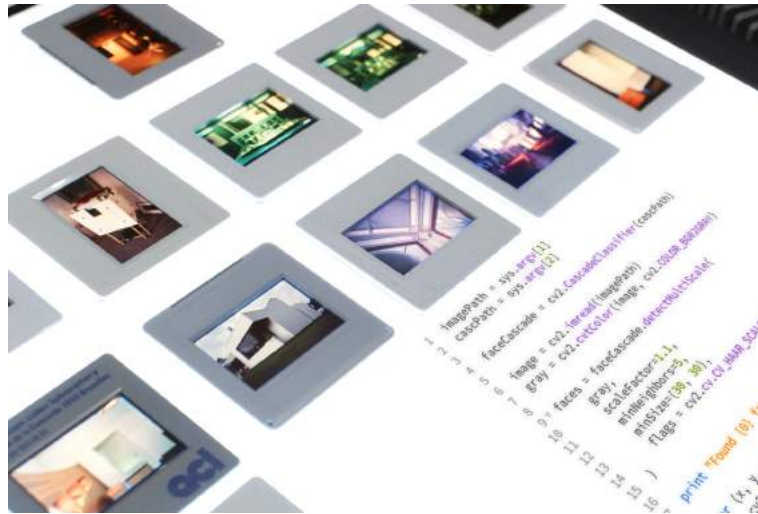 1 imagePath = sys.argv[1]
2 cascPath = sys.argv[2]
3
4 faceCascade = cv2.CascadeClassifier(cascPath)
5
6 image = cv2.imread(imagePath)
7 gray = cv2.cvtColor(image, cv2.COLOR_BGR2GRAY)
8
9 faces = faceCascade.detectMultiScale(
10 gray,
11 scaleFactor=1.1,
12 minNeighbors=5,
13 minSize=(30, 30),
14 flags = cv2.cv.CV_HAAR_SCAL
15 )
16
print "Found {0} f
r (x, y
acl